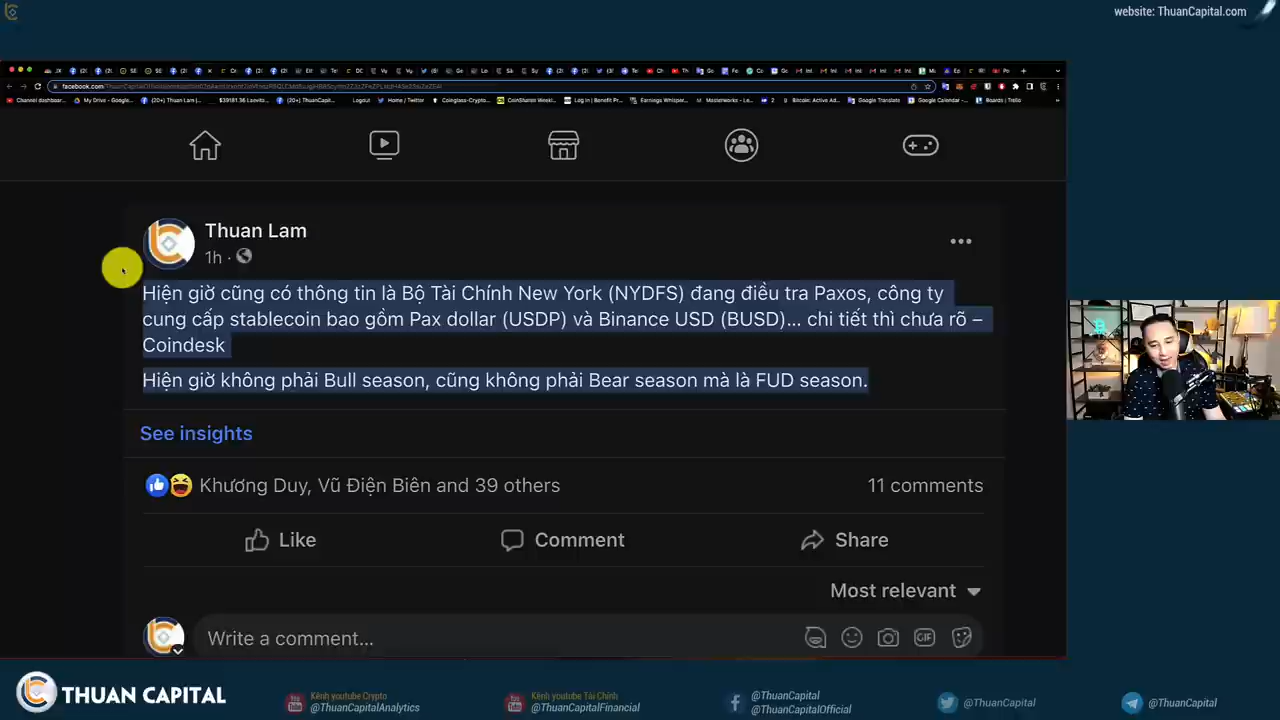 website: ThuanCapital.com
Thuan Lam
1h
Hiện giờ cũng có thông tin là Bộ Tài Chính New York (NYDFS) đang điều tra Paxos, công ty
cung cấp stablecoin bao gồm Pax dollar (USDP) và Binance USD (BUSD)... chi tiết thì chưa rõ –
Coindesk
Hiện giờ không phải Bull season, cũng không phải Bear season mà là FUD season.
See insights
Khương Duy, Vũ Điện Biên and 39 others
11 comments
Like
Comment
Share
Most relevant
Write a comment...
GIF
THUAN CAPITAL
Kênh youtube Crypto
@ThuanCapitalAnalytics
Kênh youtube Tài Chính
@ThuanCapitalFinancial
@ThuanCapital
@ThuanCapitalOfficial
@ThuanCapital
@ThuanCapital